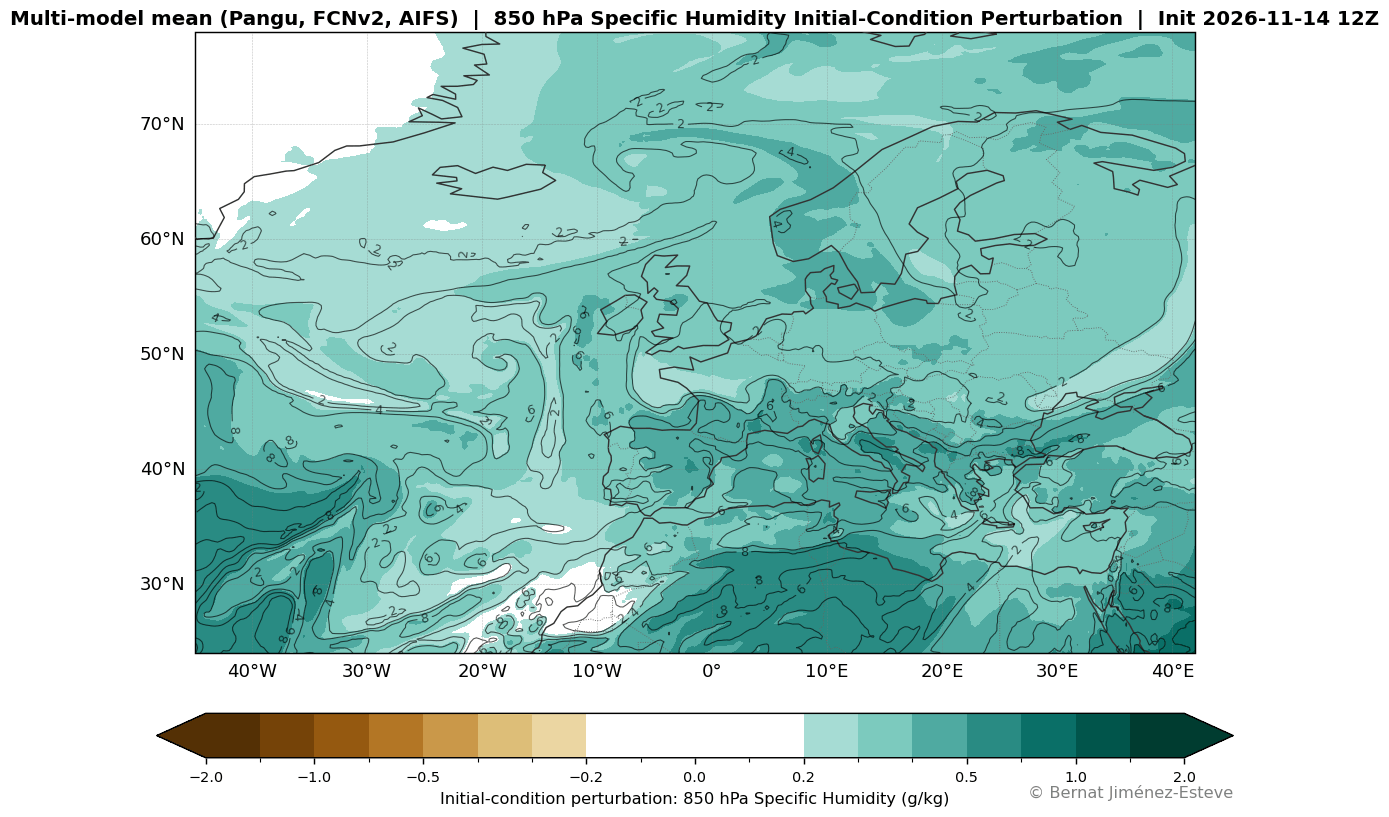 Multi-model mean (Pangu, FCNv2, AIFS) | 850 hPa Specific Humidity Initial-Condition Perturbation | Init 2026-11-14 12Z
70°N
60°N
50°N
40°N
30°N
40°W 30°W 20°W 10°W 0° 10°E 20°E 30°E 40°E
−2.0 −1.0 −0.5 −0.2 0.0 0.2 0.5 1.0 2.0
Initial-condition perturbation: 850 hPa Specific Humidity (g/kg)
© Bernat Jiménez-Esteve